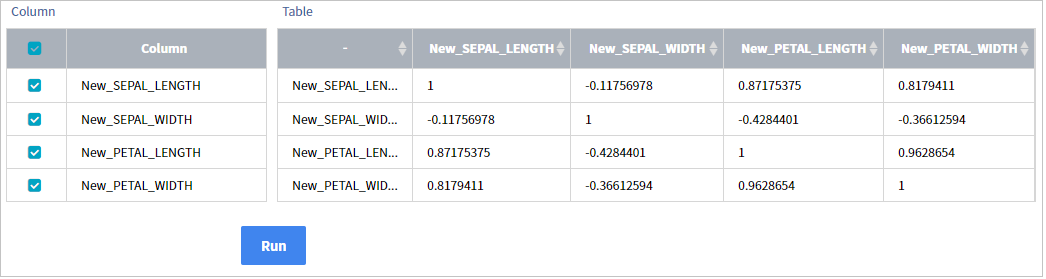 Column Table
Column - New_SEPAL_LENGTH New_SEPAL_WIDTH New_PETAL_LENGTH New_PETAL_WIDTH
New_SEPAL_LENGTH New_SEPAL_LEN... 1 -0.11756978 0.87175375 0.8179411
New_SEPAL_WIDTH New_SEPAL_WID... -0.11756978 1 -0.4284401 -0.36612594
New_PETAL_LENGTH New_PETAL_LEN... 0.87175375 -0.4284401 1 0.9628654
New_PETAL_WIDTH New_PETAL_WID... 0.8179411 -0.36612594 0.9628654 1
Run